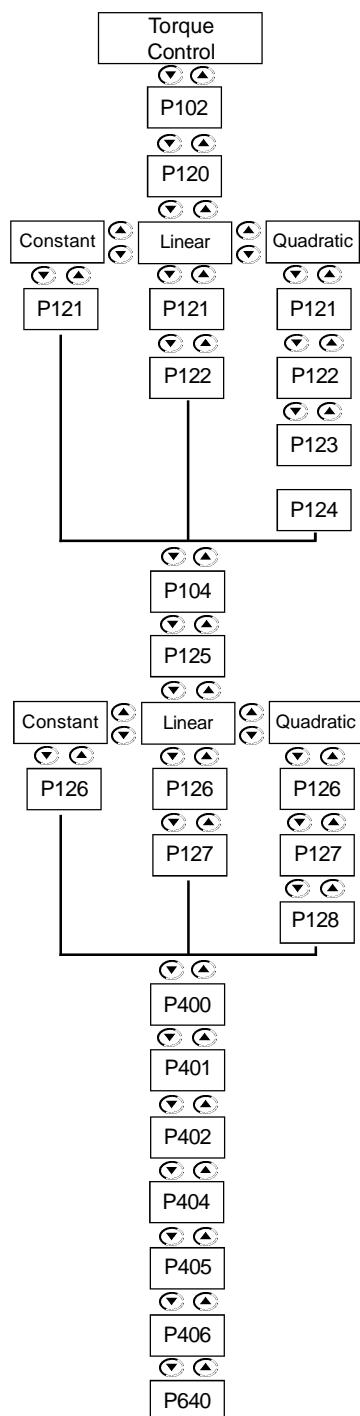 Torque
Control
P102
P120
Constant Linear Quadratic
P121 P121 P121
P122 P122
P123
P124
P104
P125
Constant Linear Quadratic
P126 P126 P126
P127 P127
P128
P400
P401
P402
P404
P405
P406
P640